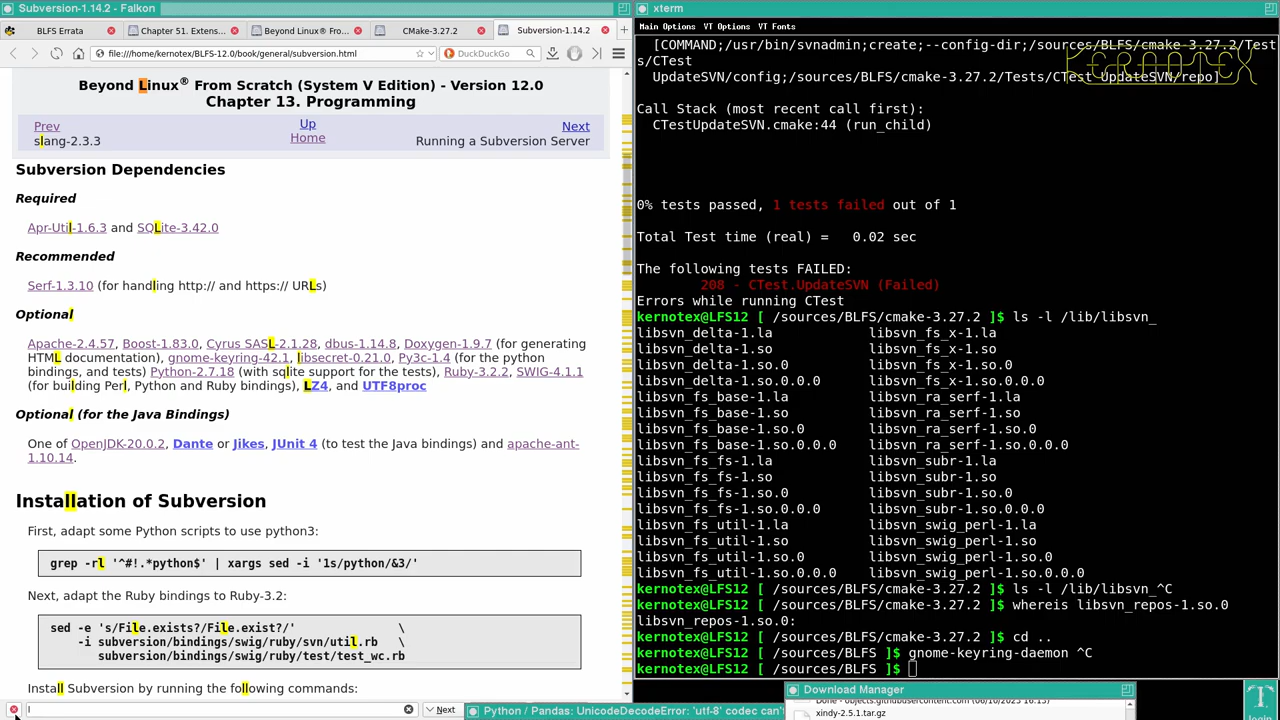 Subversion-1.14.2 - Falkon
BLFS Errata
Chapter 51. Extens
Beyond Linux® Fro
CMake-3.27.2
Subversion-1.14.2
file:///home/kernotex/BLFS-12.0/book/general/subversion.html
DuckDuckGo
Beyond Linux® From Scratch (System V Edition) - Version 12.0
Chapter 13. Programming
Prev
Up
Next
slang-2.3.3
Home
Running a Subversion Server
Subversion Dependencies
Required
Apr-Util-1.6.3 and SQLite-3.42.0
Recommended
Serf-1.3.10 (for handling http:// and https:// URLs)
Optional
Apache-2.4.57, Boost-1.83.0, Cyrus SASL-2.1.28, dbus-1.14.8, Doxygen-1.9.7 (for generating
HTML documentation), gnome-keyring-42.1, libsecret-0.21.0, Py3c-1.4 (for the python
bindings, and tests) Python-2.7.18 (with sqlite support for the tests), Ruby-3.2.2, SWIG-4.1.1
(for building Perl, Python and Ruby bindings), LZ4, and UTF8proc
Optional (for the Java Bindings)
One of OpenJDK-20.0.2, Dante or Jikes, JUnit 4 (to test the Java bindings) and apache-ant-
1.10.14.
Installation of Subversion
First, adapt some Python scripts to use python3:
grep -rl '^#!.*python$' | xargs sed -i '1s/python/&3/'
Next, adapt the Ruby bindings to Ruby-3.2:
sed -e 's/File.exist?/File.exist?/' \
-i subversion/bindings/swig/ruby/svn/util.rb \
subversion/bindings/swig/ruby/test/test_wc.rb
Install Subversion by running the following commands:
l
Next
Python / Pandas: UnicodeDecodeError: 'utf-8' codec can't
xterm
Main Options VT Options VT Fonts
[COMMAND;/usr/bin/svnadmin;create;--config-dir;/sources/BLFS/cmake-3.27.2/Test
s/CTest
UpdateSVN/config;/sources/BLFS/cmake-3.27.2/Tests/CTest UpdateSVN/repo]
KERNOTEX
Call Stack (most recent call first):
CTestUpdateSVN.cmake:44 (run_child)
0% tests passed, 1 tests failed out of 1
Total Test time (real) = 0.02 sec
The following tests FAILED:
208 - CTest.UpdateSVN (Failed)
Errors while running CTest
kernotex@LFS12 [ /sources/BLFS/cmake-3.27.2 ]$ ls -l /lib/libsvn_
libsvn_delta-1.la libsvn_fs_x-1.la
libsvn_delta-1.so libsvn_fs_x-1.so
libsvn_delta-1.so.0 libsvn_fs_x-1.so.0
libsvn_delta-1.so.0.0.0 libsvn_fs_x-1.so.0.0.0
libsvn_fs_base-1.la libsvn_ra_serf-1.la
libsvn_fs_base-1.so libsvn_ra_serf-1.so
libsvn_fs_base-1.so.0 libsvn_ra_serf-1.so.0
libsvn_fs_base-1.so.0.0.0 libsvn_ra_serf-1.so.0.0.0
libsvn_fs_fs-1.la libsvn_subr-1.la
libsvn_fs_fs-1.so libsvn_subr-1.so
libsvn_fs_fs-1.so.0 libsvn_subr-1.so.0
libsvn_fs_fs-1.so.0.0.0 libsvn_subr-1.so.0.0.0
libsvn_fs_util-1.la libsvn_swig_perl-1.la
libsvn_fs_util-1.so libsvn_swig_perl-1.so
libsvn_fs_util-1.so.0 libsvn_swig_perl-1.so.0
libsvn_fs_util-1.so.0.0.0 libsvn_swig_perl-1.so.0.0.0
kernotex@LFS12 [ /sources/BLFS/cmake-3.27.2 ]$ ls -l /lib/libsvn_^C
kernotex@LFS12 [ /sources/BLFS/cmake-3.27.2 ]$ whereis libsvn_repos-1.so.0
libsvn_repos-1.so.0:
kernotex@LFS12 [ /sources/BLFS/cmake-3.27.2 ]$ cd ..
kernotex@LFS12 [ /sources/BLFS ]$ gnome-keyring-daemon ^C
kernotex@LFS12 [ /sources/BLFS ]$
Download Manager
xindy-2.5.1.tar.gz
login